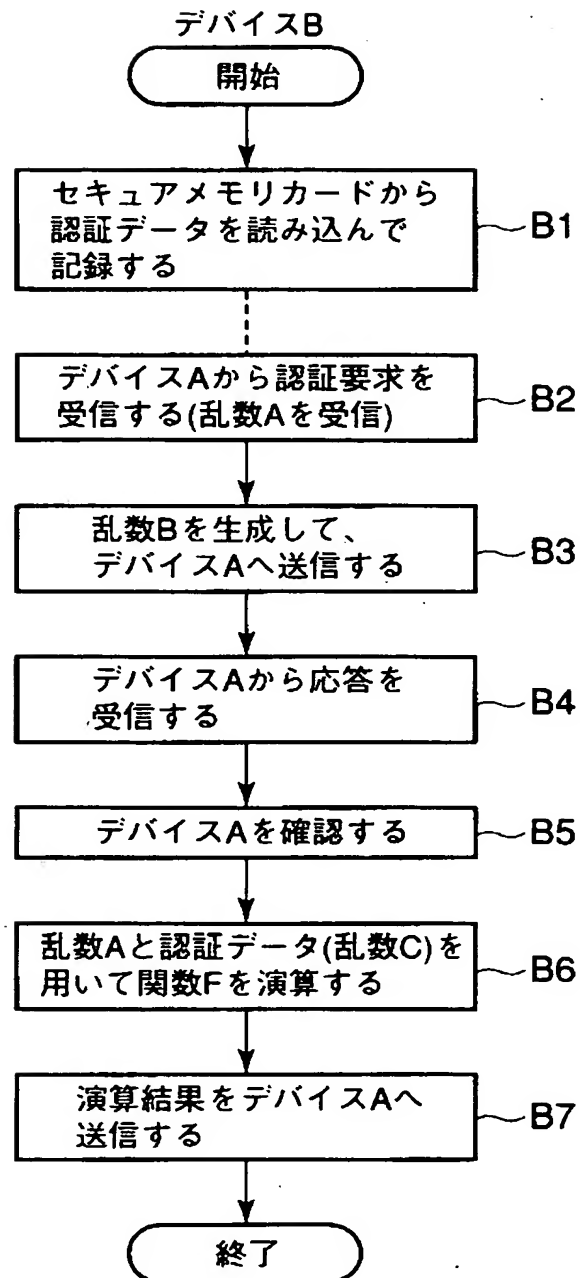 デバイスB
開始
セキュアメモリカードから
認証データを読み込んで
記録する
B1
デバイスAから認証要求を
受信する(乱数Aを受信)
B2
乱数Bを生成して、
デバイスAへ送信する
B3
デバイスAから応答を
受信する
B4
デバイスAを確認する
B5
乱数Aと認証データ(乱数C)を
用いて関数Fを演算する
B6
演算結果をデバイスAへ
送信する
B7
終了